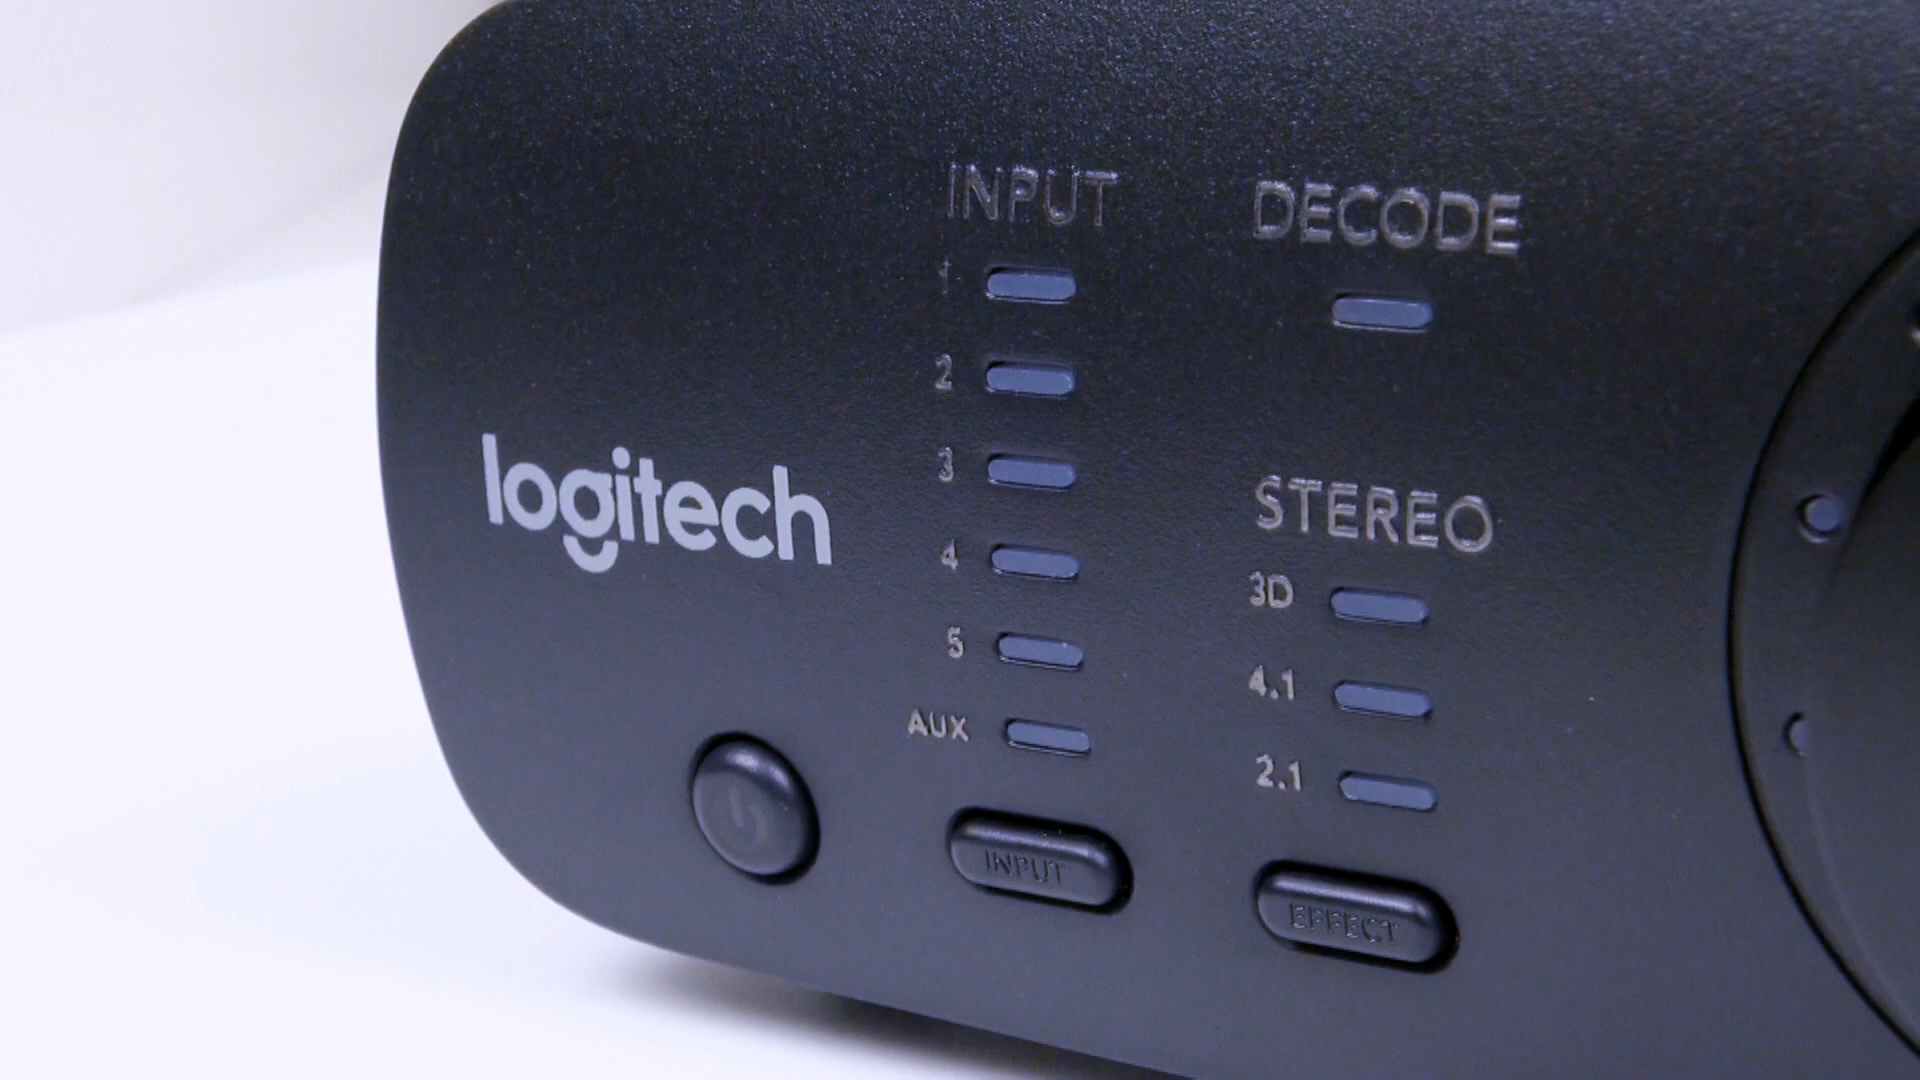 INPUT
1
2
3
4
5
AUX
INPUT
DECODE
STEREO
3D
4.1
2.1
EFFECT
logitech